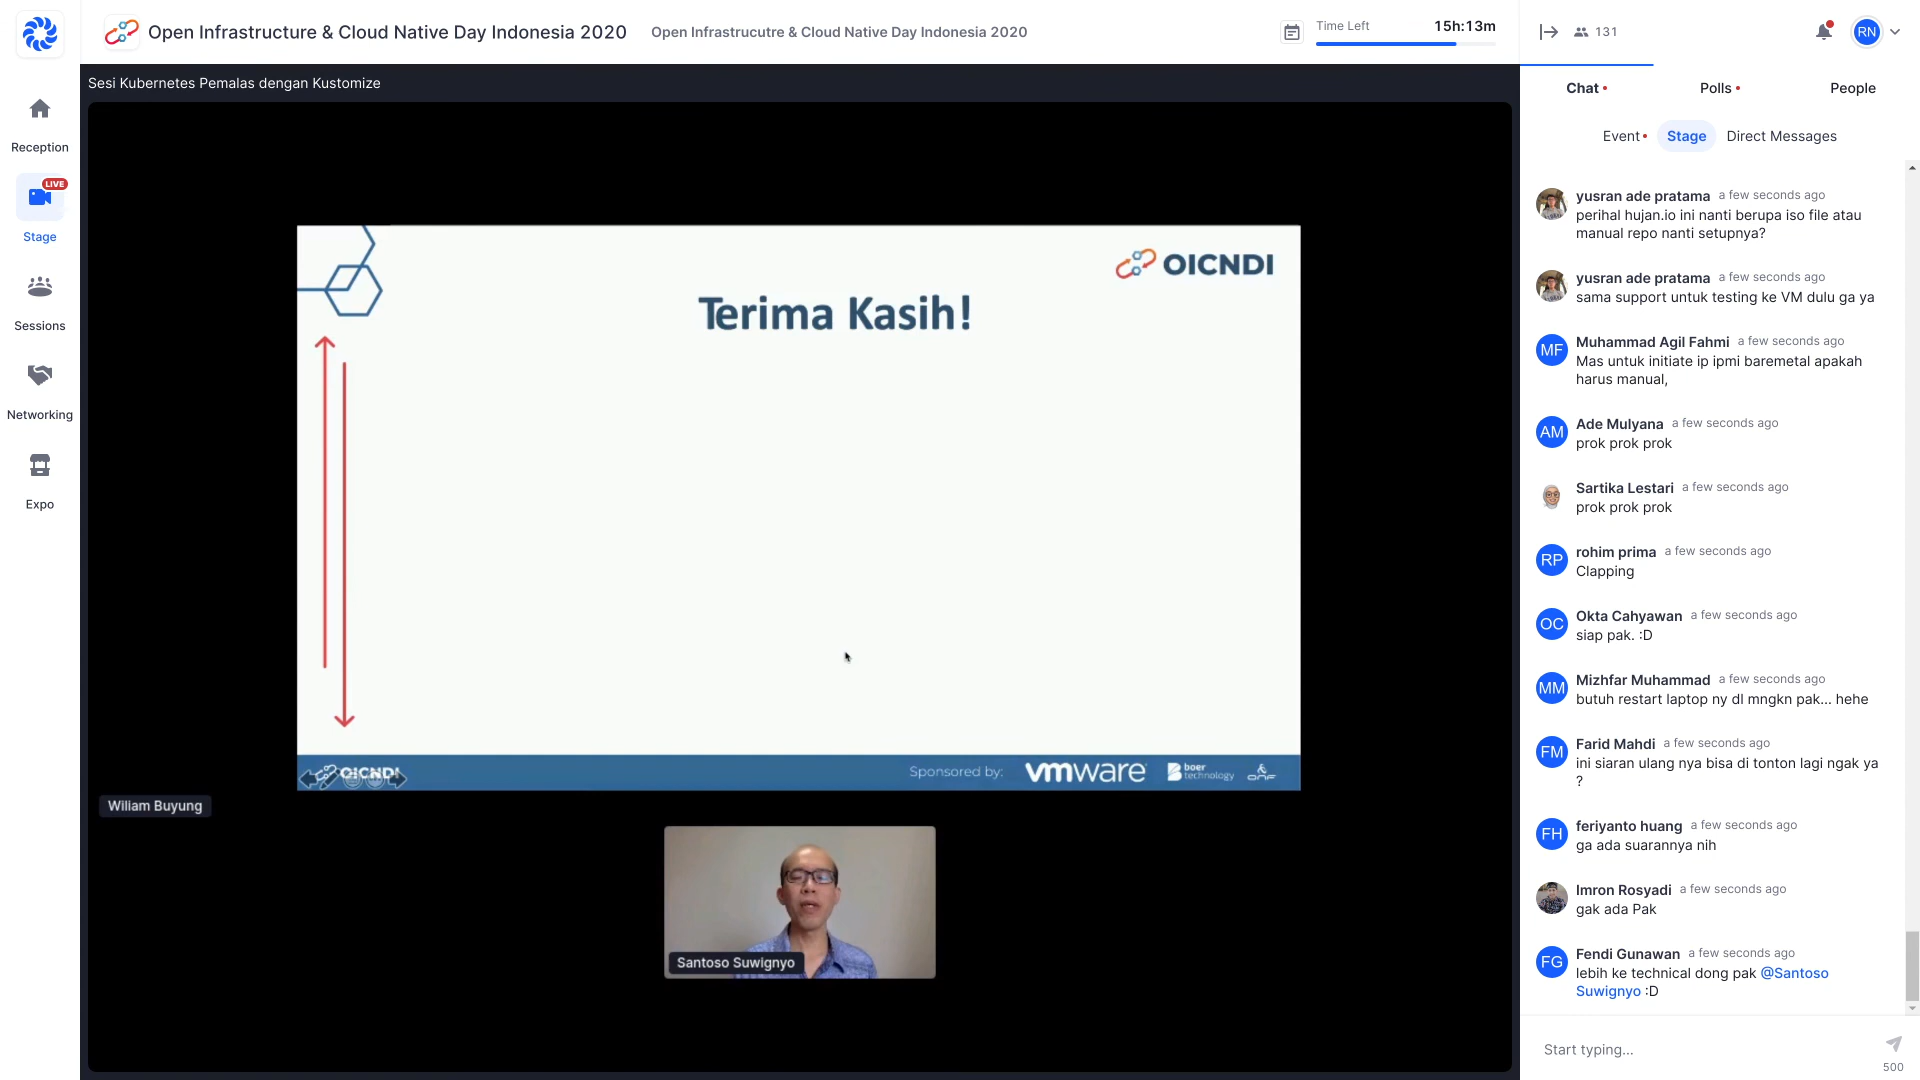 Open Infrastructure & Cloud Native Day Indonesia 2020
Open Infrastrucutre & Cloud Native Day Indonesia 2020
Time Left 15h:13m
131
RN
Reception
LIVE
Stage
Sessions
Networking
Expo
Sesi Kubernetes Pemalas dengan Kustomize
OICNDI
Terima Kasih!
OICNDI
Sponsored by: vmware boer technology
Wiliam Buyung
Santoso Suwignyo
Chat Polls People
Event Stage Direct Messages
yusran ade pratama a few seconds ago
perihal hujan.io ini nanti berupa iso file atau
manual repo nanti setupnya?
yusran ade pratama a few seconds ago
sama support untuk testing ke VM dulu ga ya
MF
Muhammad Agil Fahmi a few seconds ago
Mas untuk initiate ip ipmi baremetal apakah
harus manual,
AM
Ade Mulyana a few seconds ago
prok prok prok
Sartika Lestari a few seconds ago
prok prok prok
RP
rohim prima a few seconds ago
Clapping
OC
Okta Cahyawan a few seconds ago
siap pak. :D
MM
Mizhfar Muhammad a few seconds ago
butuh restart laptop ny dl mngkn pak... hehe
FM
Farid Mahdi a few seconds ago
ini siaran ulang nya bisa di tonton lagi ngak ya
?
FH
feriyanto huang a few seconds ago
ga ada suarannya nih
Imron Rosyadi a few seconds ago
gak ada Pak
FG
Fendi Gunawan a few seconds ago
lebih ke technical dong pak @Santoso
Suwignyo :D
Start typing...
500